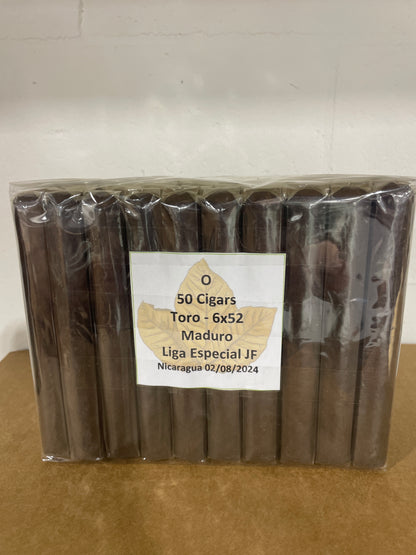 O
50 Cigars
Toro - 6x52
Maduro
Liga Especial JF
Nicaragua 02/08/2024